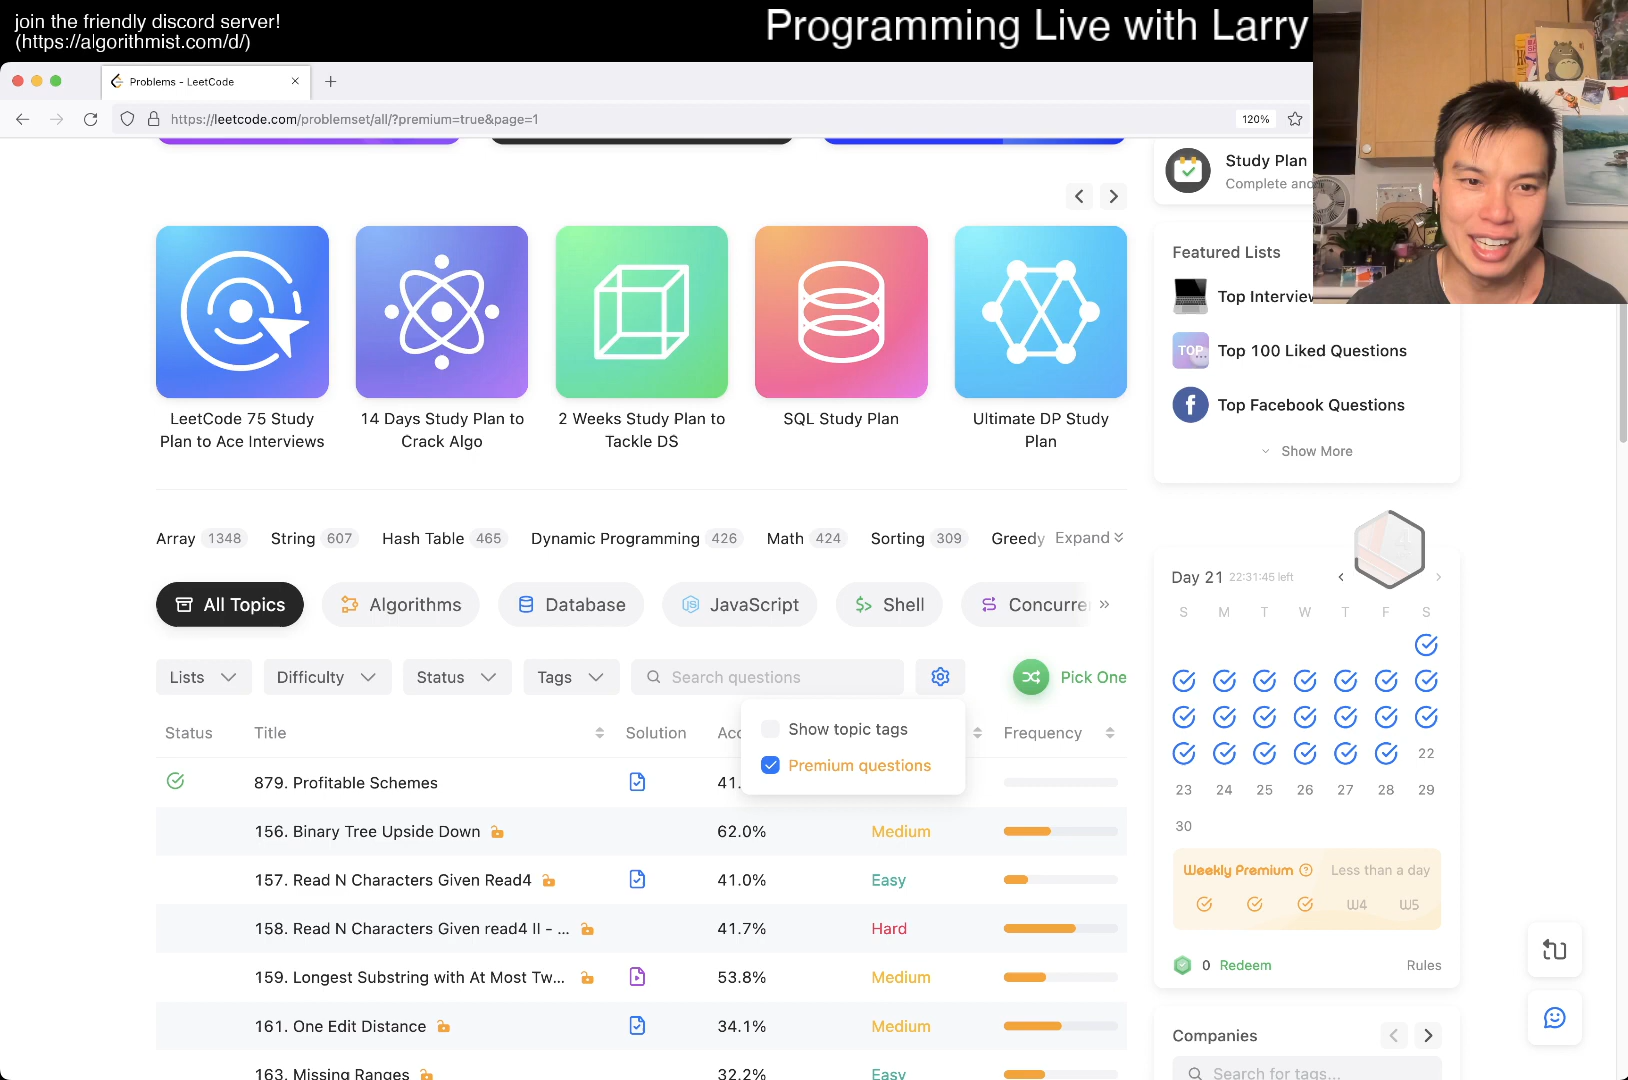 join the friendly discord server!
(https://algorithmist.com/d/)
Programming Live with Larry
Problems - LeetCode
https://leetcode.com/problemset/all/?premium=true&page=1
120%
Study Plan
Complete and
Featured Lists
Top Interview
TOP
Top 100 Liked Questions
Top Facebook Questions
Show More
LeetCode 75 Study
Plan to Ace Interviews
14 Days Study Plan to
Crack Algo
2 Weeks Study Plan to
Tackle DS
SQL Study Plan
Ultimate DP Study
Plan
Array 1348 String 607 Hash Table 465 Dynamic Programming 426 Math 424 Sorting 309 Greedy Expand
All Topics Algorithms Database JavaScript Shell Concurre
Lists Difficulty Status Tags Search questions Pick One
Show topic tags
Premium questions
Status Title Solution Acc Frequency
879. Profitable Schemes 41.
156. Binary Tree Upside Down 62.0% Medium
157. Read N Characters Given Read4 41.0% Easy
158. Read N Characters Given read4 II - ... 41.7% Hard
159. Longest Substring with At Most Tw... 53.8% Medium
161. One Edit Distance 34.1% Medium
163. Missing Ranges 32.2% Easy
Day 21 22:31:45 left
S M T W T F S
22
23 24 25 26 27 28 29
30
Weekly Premium Less than a day
W4 W5
0 Redeem Rules
Companies
Search for tags...